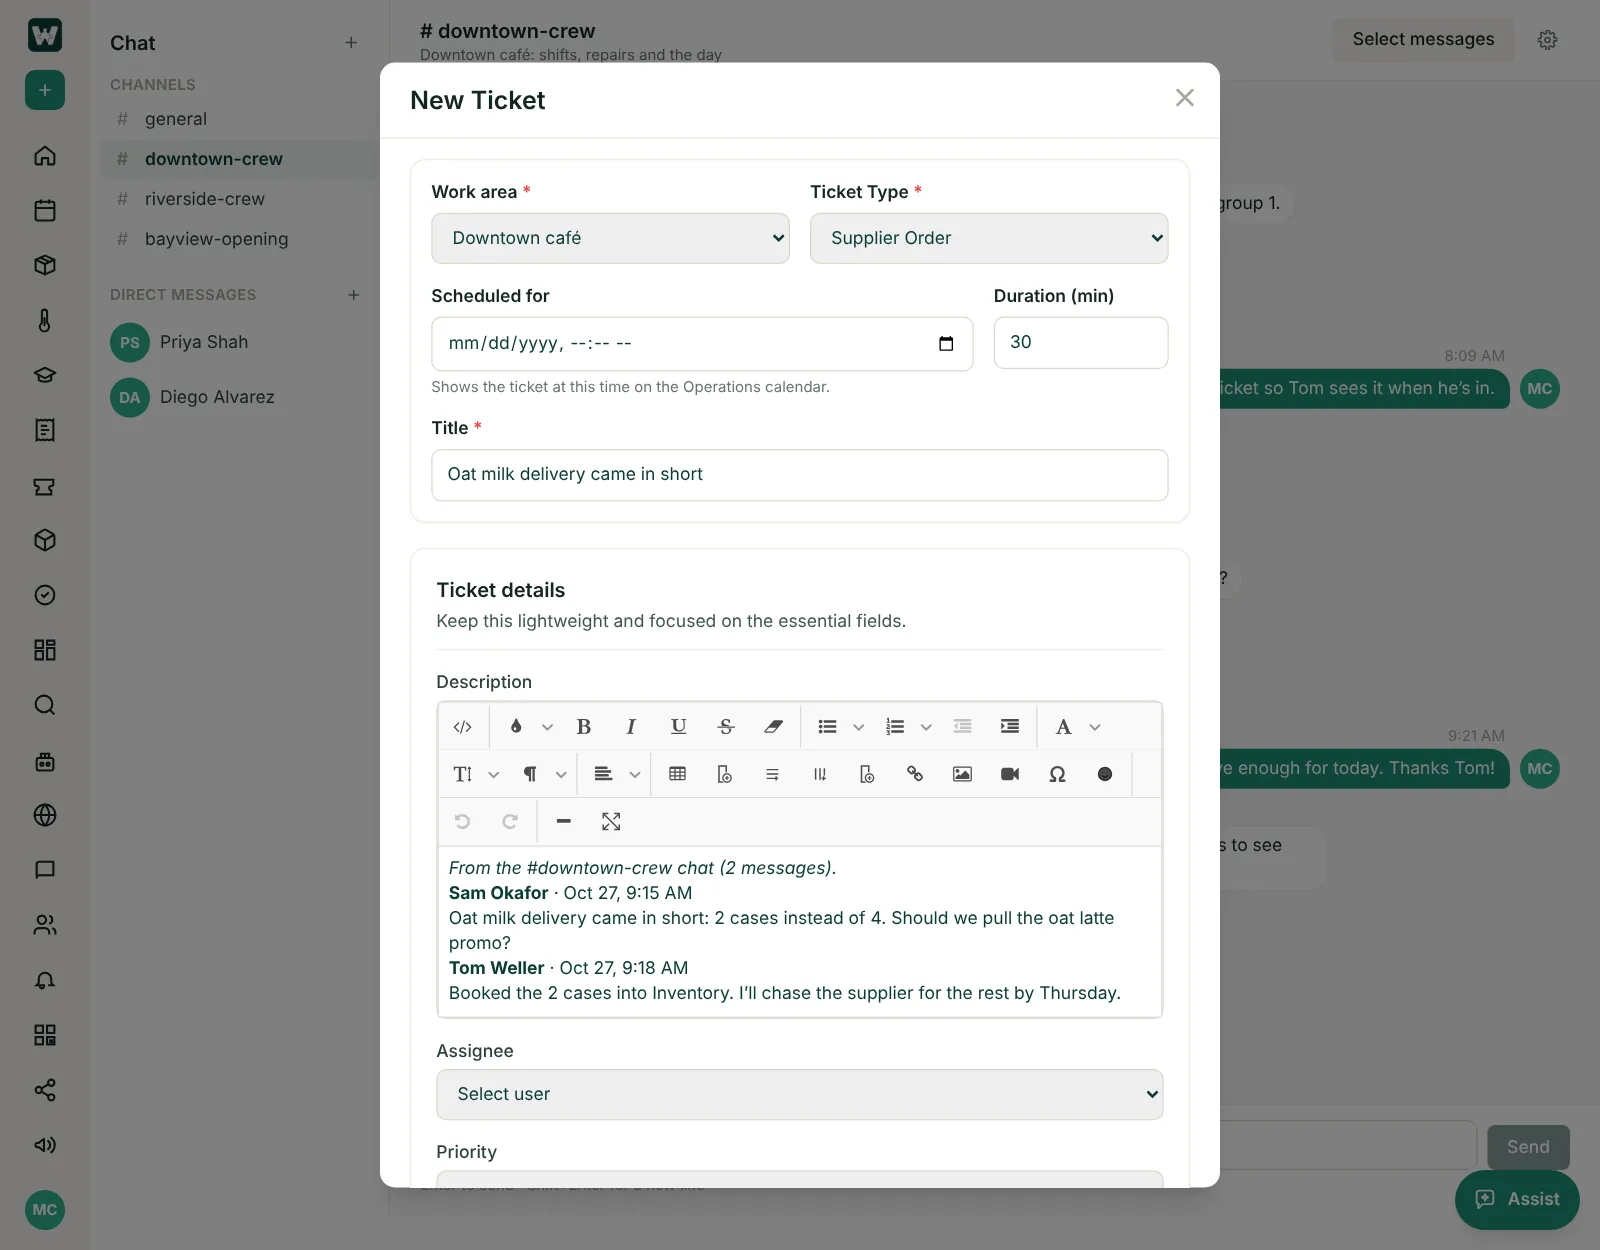 W
Chat
CHANNELS
# general
# downtown-crew
# riverside-crew
# bayview-opening
DIRECT MESSAGES
PS Priya Shah
DA Diego Alvarez
MC
# downtown-crew
Downtown café: shifts, repairs and the day
Select messages
New Ticket
Work area *
Downtown café
Ticket Type *
Supplier Order
Scheduled for
mm/dd/yyyy, --:-- --
Shows the ticket at this time on the Operations calendar.
Duration (min)
30
Title *
Oat milk delivery came in short
Ticket details
Keep this lightweight and focused on the essential fields.
Description
From the #downtown-crew chat (2 messages).
Sam Okafor · Oct 27, 9:15 AM
Oat milk delivery came in short: 2 cases instead of 4. Should we pull the oat latte
promo?
Tom Weller · Oct 27, 9:18 AM
Booked the 2 cases into Inventory. I’ll chase the supplier for the rest by Thursday.
Assignee
Select user
Priority
group 1.
8:09 AM
icket so Tom sees it when he’s in.
MC
?
9:21 AM
e enough for today. Thanks Tom!
MC
s to see
Send
Assist